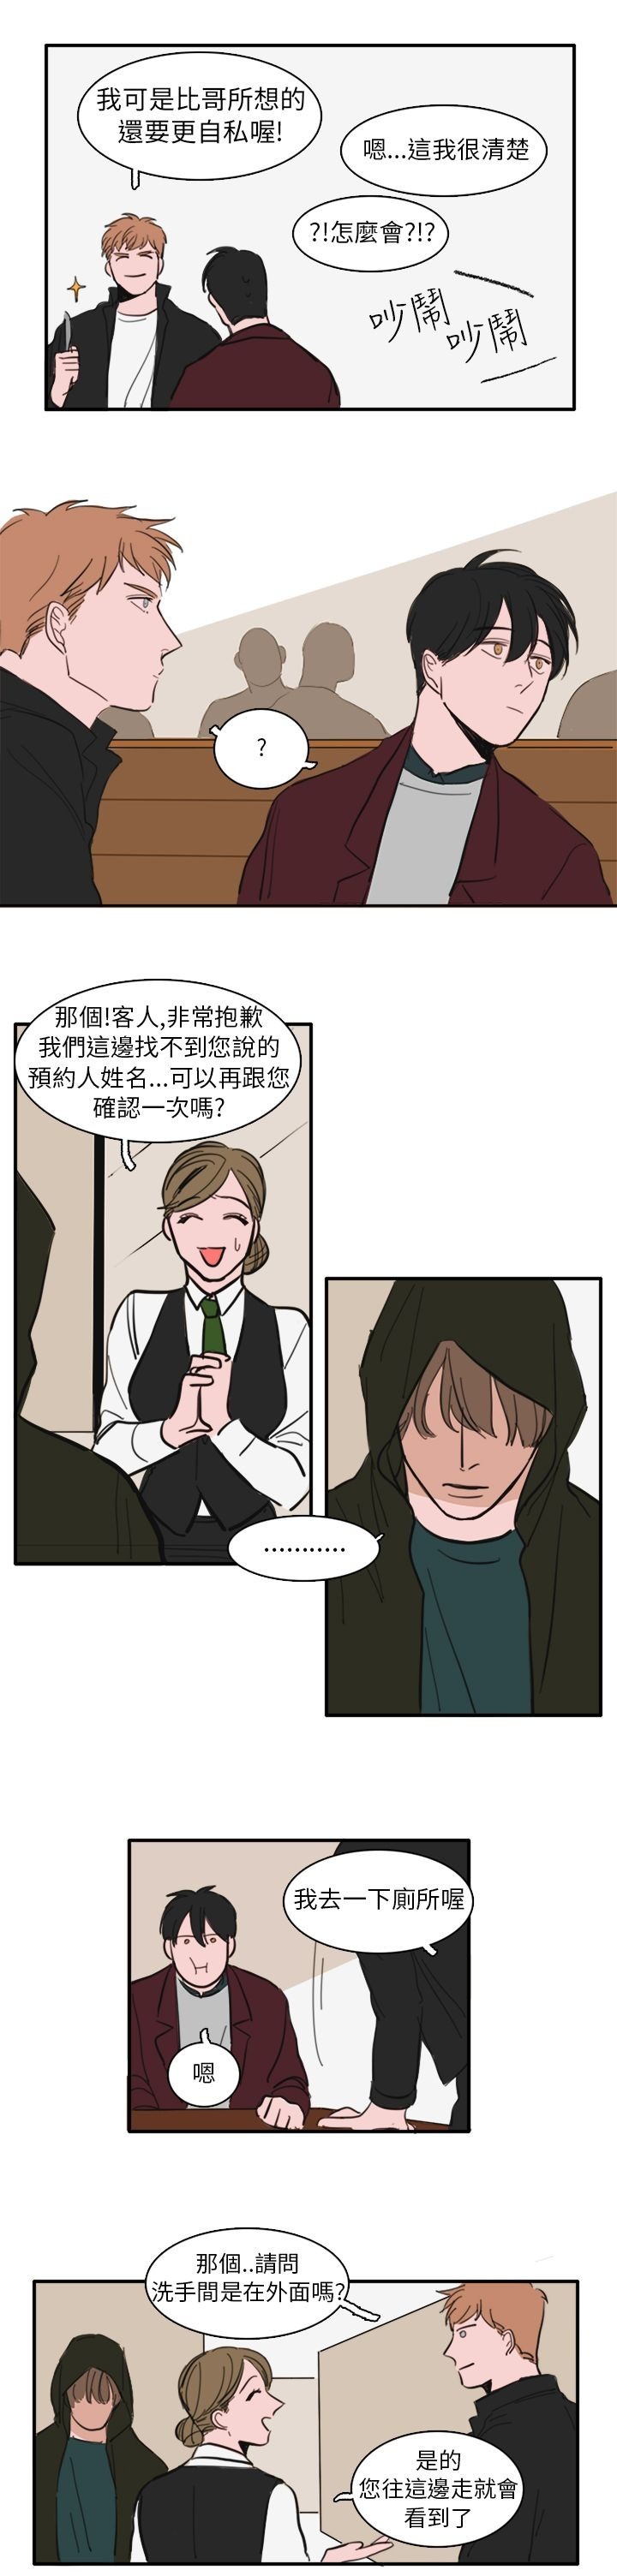 我可是比哥所想的
還要更自私喔!
嗯...這我很清楚
?!怎麼會?!?
吵鬧
吵鬧
?
那個!客人,非常抱歉
我們這邊找不到您說的
預約人姓名...可以再跟您
確認一次嗎?
...........
我去一下廁所喔
嗯
那個..請問
洗手間是在外面嗎?
是的
您往這邊走就會
看到了